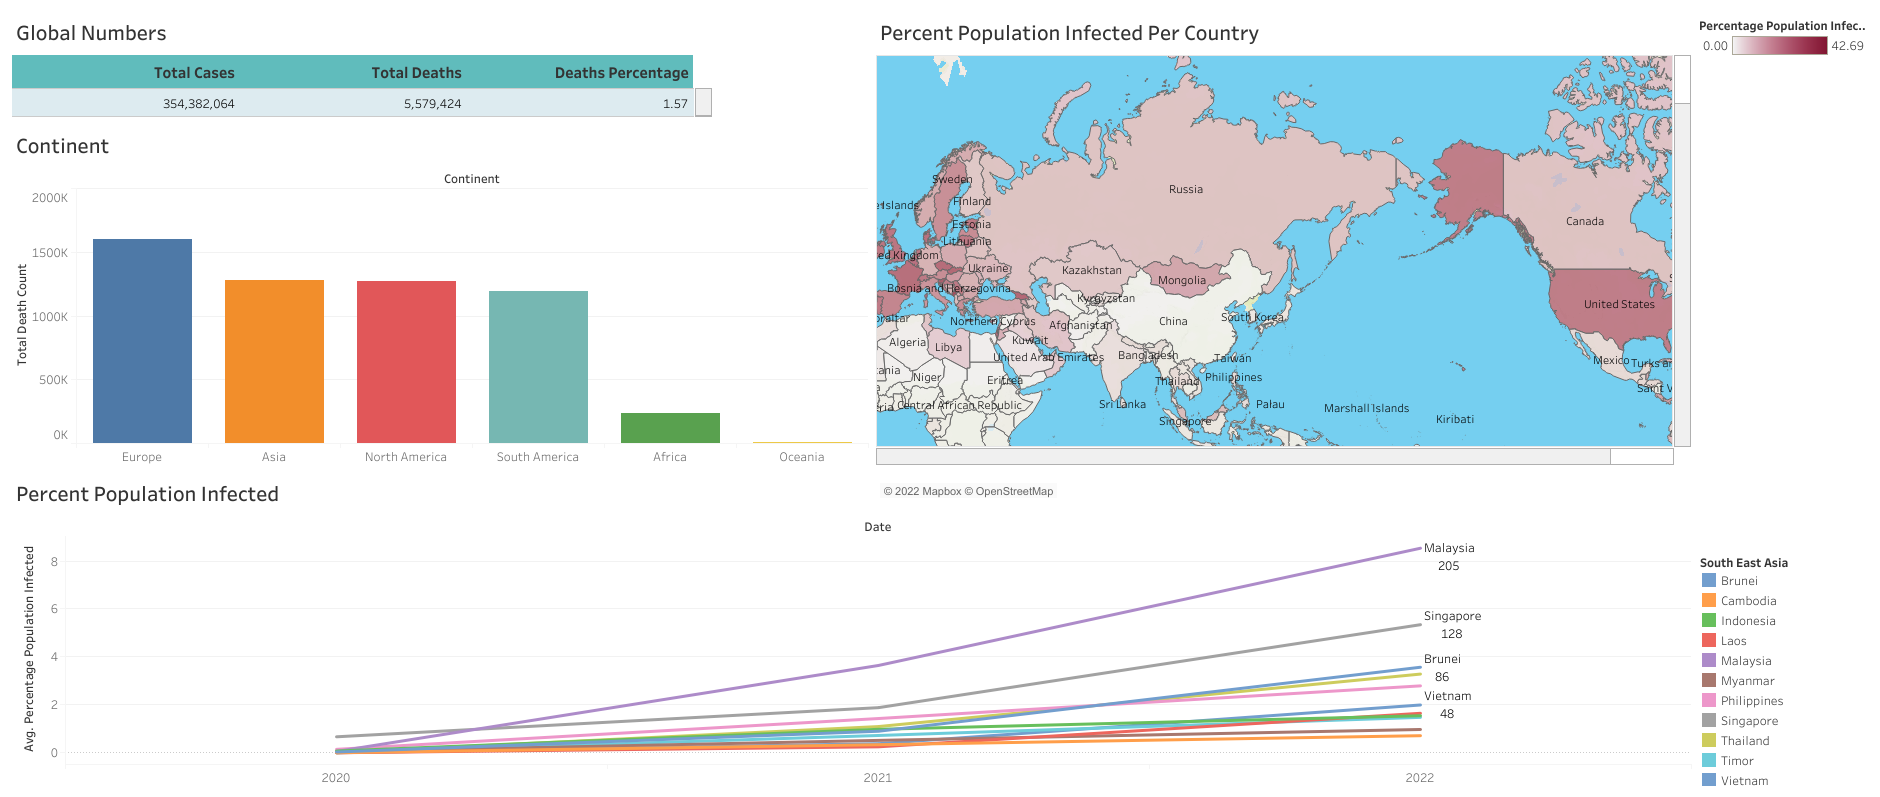 Global Numbers
Total Cases Total Deaths Deaths Percentage
354,382,064 5,579,424 1.57
Continent
Continent
Total Death Count
2000K
1500K
1000K
500K
0K
Europe Asia North America South America Africa Oceania
Percent Population Infected Per Country
Percentage Population Infec..
0.00 42.69
Sweden
Russia
Finland
Islands
Canada
Estonia
Lithuania
ed Kingdom
Ukraine
Kazakhstan
Mongolia
Bosnia and Herzegovina
Kyrgyzstan
United States
raltar
Northern Cyprus
Afghanistan
China
South Korea
Algeria
Libya
Kuwait
United Arab Emirates
Bangladesh
Taiwan
Mexico
Turks ar
ania
Niger
Eritrea
Thailand
Philippines
Saint V
ria
Central African Republic
Sri Lanka
Palau
Marshall Islands
Singapore
Kiribati
© 2022 Mapbox © OpenStreetMap
Percent Population Infected
Date
Avg. Percentage Population Infected
8
6
4
2
0
2020 2021 2022
Malaysia
205
Singapore
128
Brunei
86
Vietnam
48
South East Asia
Brunei
Cambodia
Indonesia
Laos
Malaysia
Myanmar
Philippines
Singapore
Thailand
Timor
Vietnam